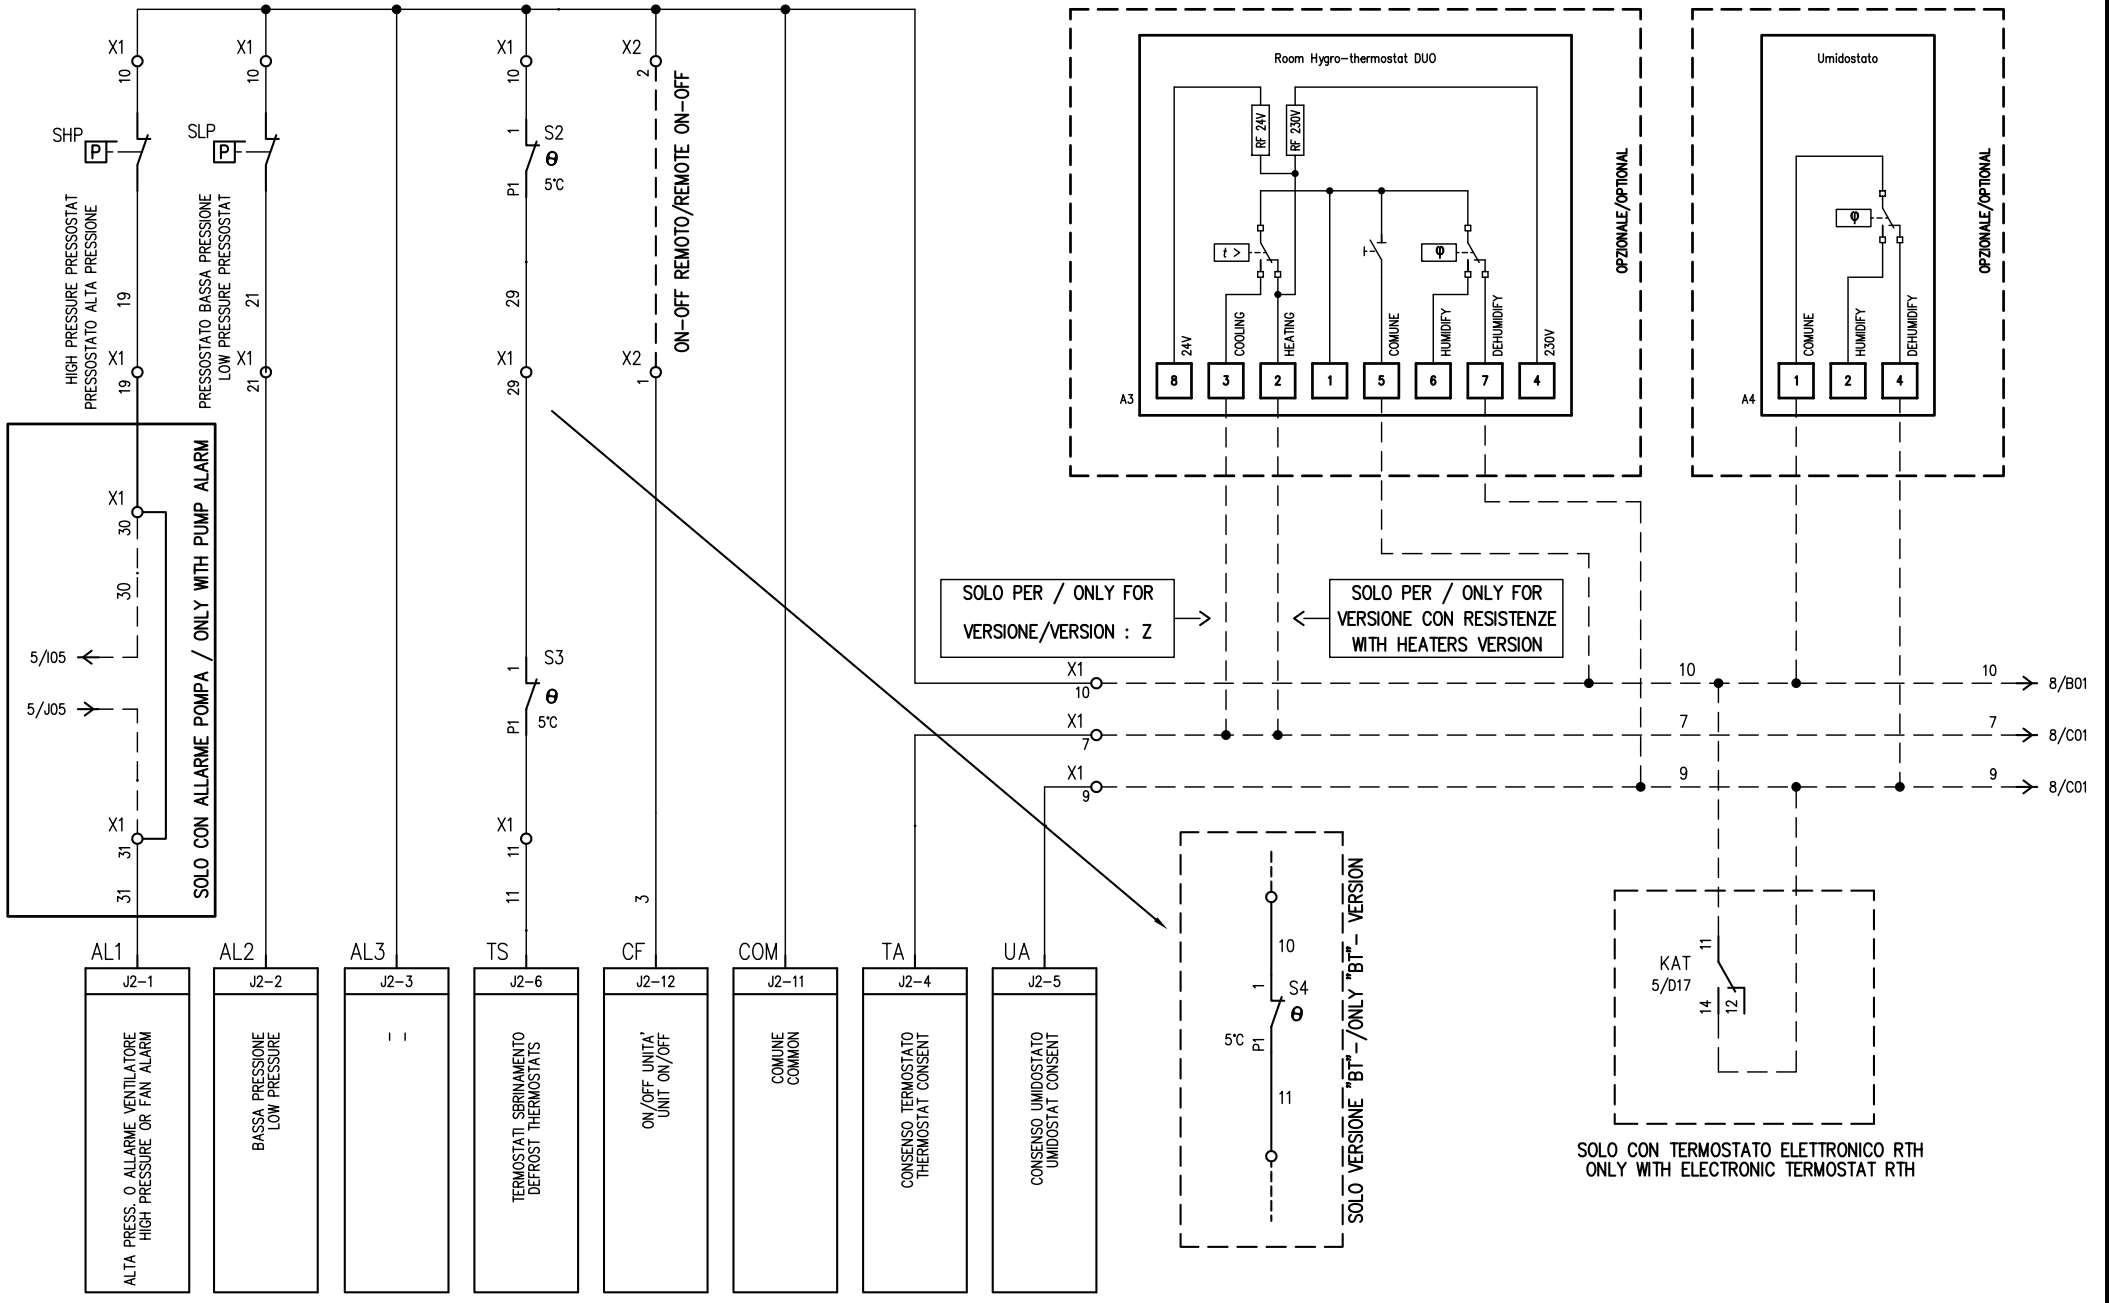 X1
10
SHP
P
HIGH PRESSURE PRESSOSTAT
PRESSOSTATO ALTA PRESSIONE
19
X1
19
X1
10
SLP
P
PRESSOSTATO BASSA PRESSIONE
LOW PRESSURE PRESSOSTAT
21
X1
21
X1
10
1
S2
θ
5°C
P1
29
X1
29
X2
2
ON-OFF REMOTO/REMOTE ON-OFF
X2
1
Room Hygro-thermostat DUO
RF 24V
RF 230V
t >
φ
24V
COOLING
HEATING
COMUNE
HUMIDIFY
DEHUMIDIFY
230V
8
3
2
1
5
6
7
4
A3
OPZIONALE/OPTIONAL
Umidostato
φ
COMUNE
HUMIDIFY
DEHUMIDIFY
1
2
4
A4
OPZIONALE/OPTIONAL
X1
30
30
5/I05
5/J05
X1
31
31
SOLO CON ALLARME POMPA / ONLY WITH PUMP ALARM
1
S3
θ
5°C
P1
X1
11
11
3
SOLO PER / ONLY FOR
VERSIONE/VERSION : Z
SOLO PER / ONLY FOR
VERSIONE CON RESISTENZE
WITH HEATERS VERSION
X1
10
10
10
8/B01
X1
7
7
7
8/C01
X1
9
9
9
8/C01
10
1
S4
θ
5°C
P1
11
SOLO VERSIONE "BT"-/ONLY "BT"- VERSION
11
KAT
5/D17
14
12
SOLO CON TERMOSTATO ELETTRONICO RTH
ONLY WITH ELECTRONIC TERMOSTAT RTH
AL1
J2-1
ALTA PRESS. O ALLARME VENTILATORE
HIGH PRESSURE OR FAN ALARM
AL2
J2-2
BASSA PRESSIONE
LOW PRESSURE
AL3
J2-3
- -
TS
J2-6
TERMOSTATI SBRINAMENTO
DEFROST THERMOSTATS
CF
J2-12
ON/OFF UNITA'
UNIT ON/OFF
COM
J2-11
COMUNE
COMMON
TA
J2-4
CONSENSO TERMOSTATO
THERMOSTAT CONSENT
UA
J2-5
CONSENSO UMIDOSTATO
UMIDOSTAT CONSENT